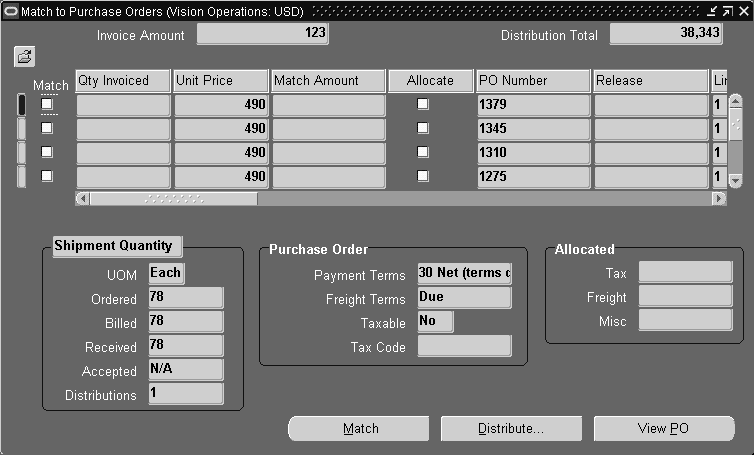 Match to Purchase Orders (Vision Operations: USD)
Invoice Amount 123 Distribution Total 38,343
Match Qty Invoiced Unit Price Match Amount Allocate PO Number Release Lin
490 1379 1
490 1345 1
490 1310 1
490 1275 1
Shipment Quantity
UOM Each
Ordered 78
Billed 78
Received 78
Accepted N/A
Distributions 1
Purchase Order
Payment Terms 30 Net (terms d
Freight Terms Due
Taxable No
Tax Code
Allocated
Tax
Freight
Misc
Match Distribute... View PO